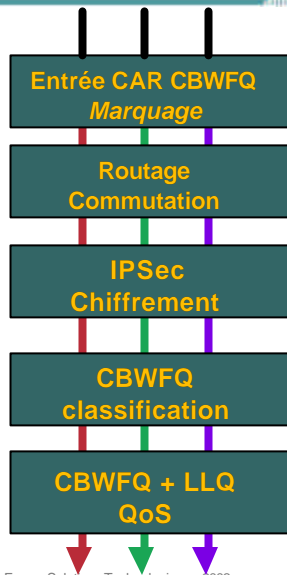 Entrée CAR CBWFQ
Marquage
Routage
Commutation
IPSec
Chiffrement
CBWFQ
classification
CBWFQ + LLQ
QoS